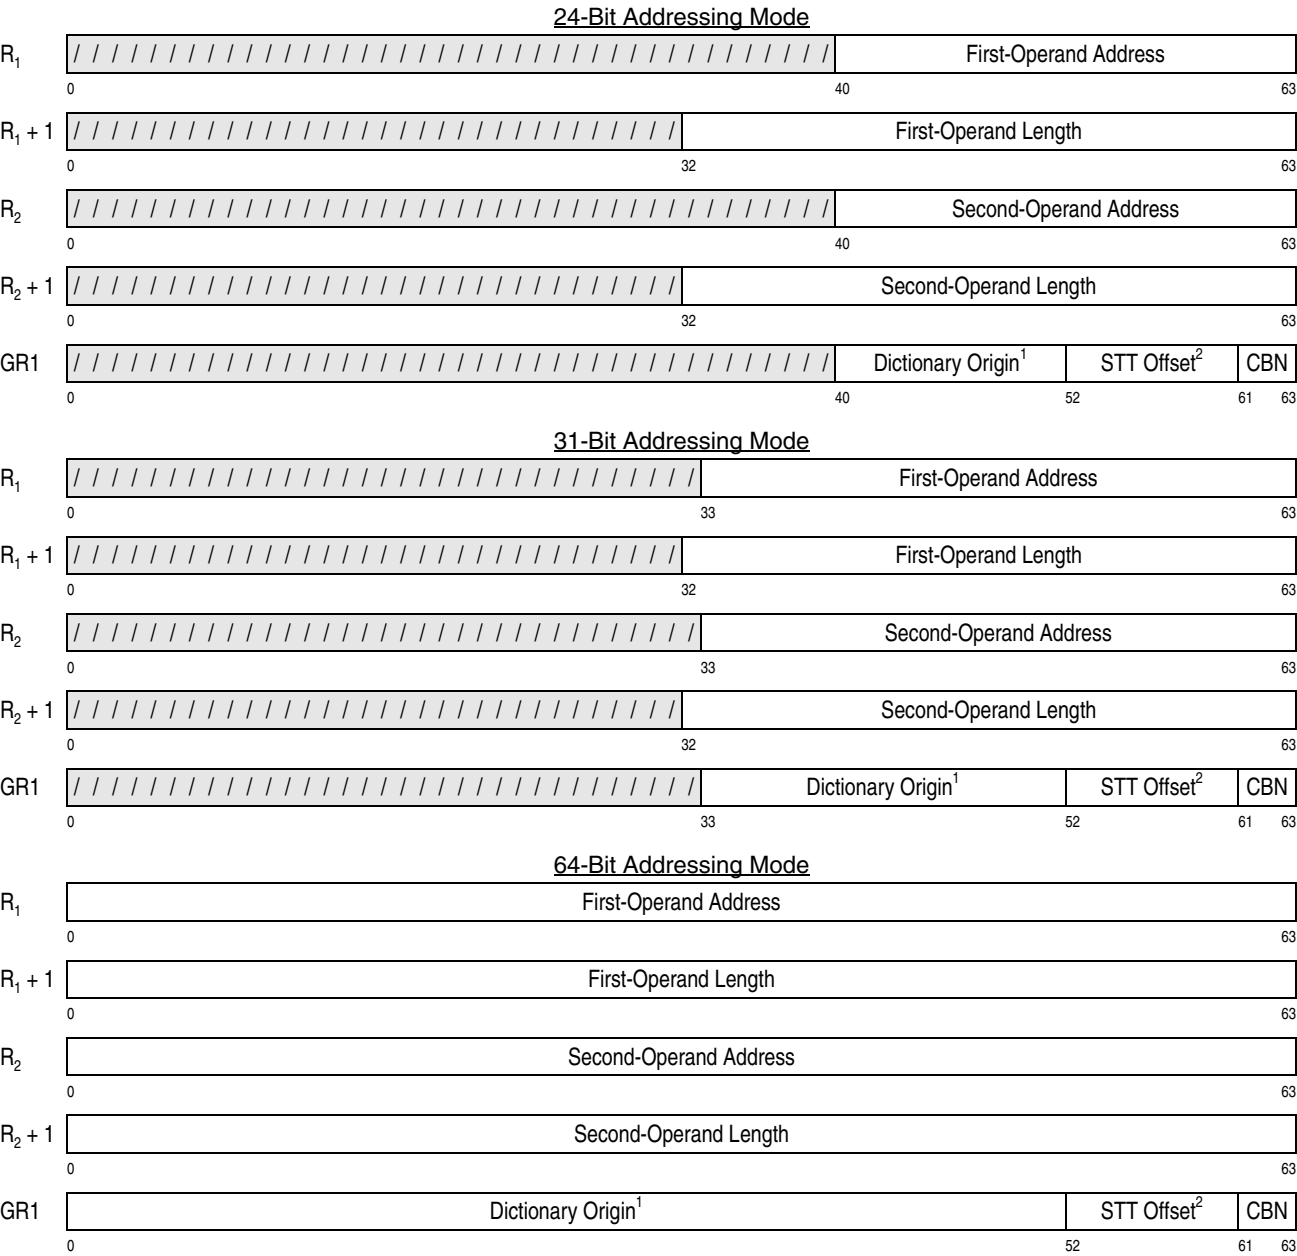 24-Bit Addressing Mode
R1 / / / / / / / / / / / / / / / / / / / / / / / / / / / / / / / / / / / / / / / / First-Operand Address
0 40 63
R1 + 1 / / / / / / / / / / / / / / / / / / / / / / / / / / / / / / / / First-Operand Length
0 32 63
R2 / / / / / / / / / / / / / / / / / / / / / / / / / / / / / / / / / / / / / / / / Second-Operand Address
0 40 63
R2 + 1 / / / / / / / / / / / / / / / / / / / / / / / / / / / / / / / / Second-Operand Length
0 32 63
GR1 / / / / / / / / / / / / / / / / / / / / / / / / / / / / / / / / / / / / / / / / Dictionary Origin1 STT Offset2 CBN
0 40 52 61 63
31-Bit Addressing Mode
R1 / / / / / / / / / / / / / / / / / / / / / / / / / / / / / / / / / First-Operand Address
0 33 63
R1 + 1 / / / / / / / / / / / / / / / / / / / / / / / / / / / / / / / / First-Operand Length
0 32 63
R2 / / / / / / / / / / / / / / / / / / / / / / / / / / / / / / / / / Second-Operand Address
0 33 63
R2 + 1 / / / / / / / / / / / / / / / / / / / / / / / / / / / / / / / / Second-Operand Length
0 32 63
GR1 / / / / / / / / / / / / / / / / / / / / / / / / / / / / / / / / / Dictionary Origin1 STT Offset2 CBN
0 33 52 61 63
64-Bit Addressing Mode
R1 First-Operand Address
0 63
R1 + 1 First-Operand Length
0 63
R2 Second-Operand Address
0 63
R2 + 1 Second-Operand Length
0 63
GR1 Dictionary Origin1 STT Offset2 CBN
0 52 61 63